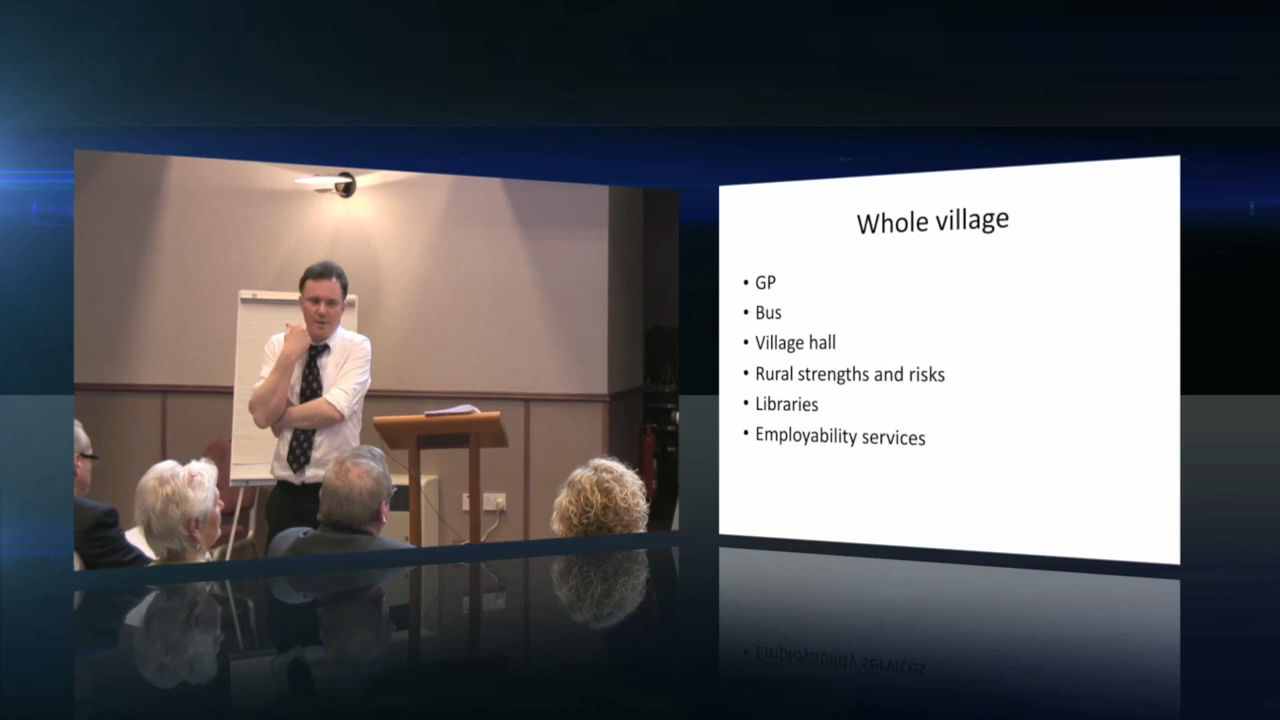 Whole village
• GP
• Bus
• Village hall
• Rural strengths and risks
• Libraries
• Employability services